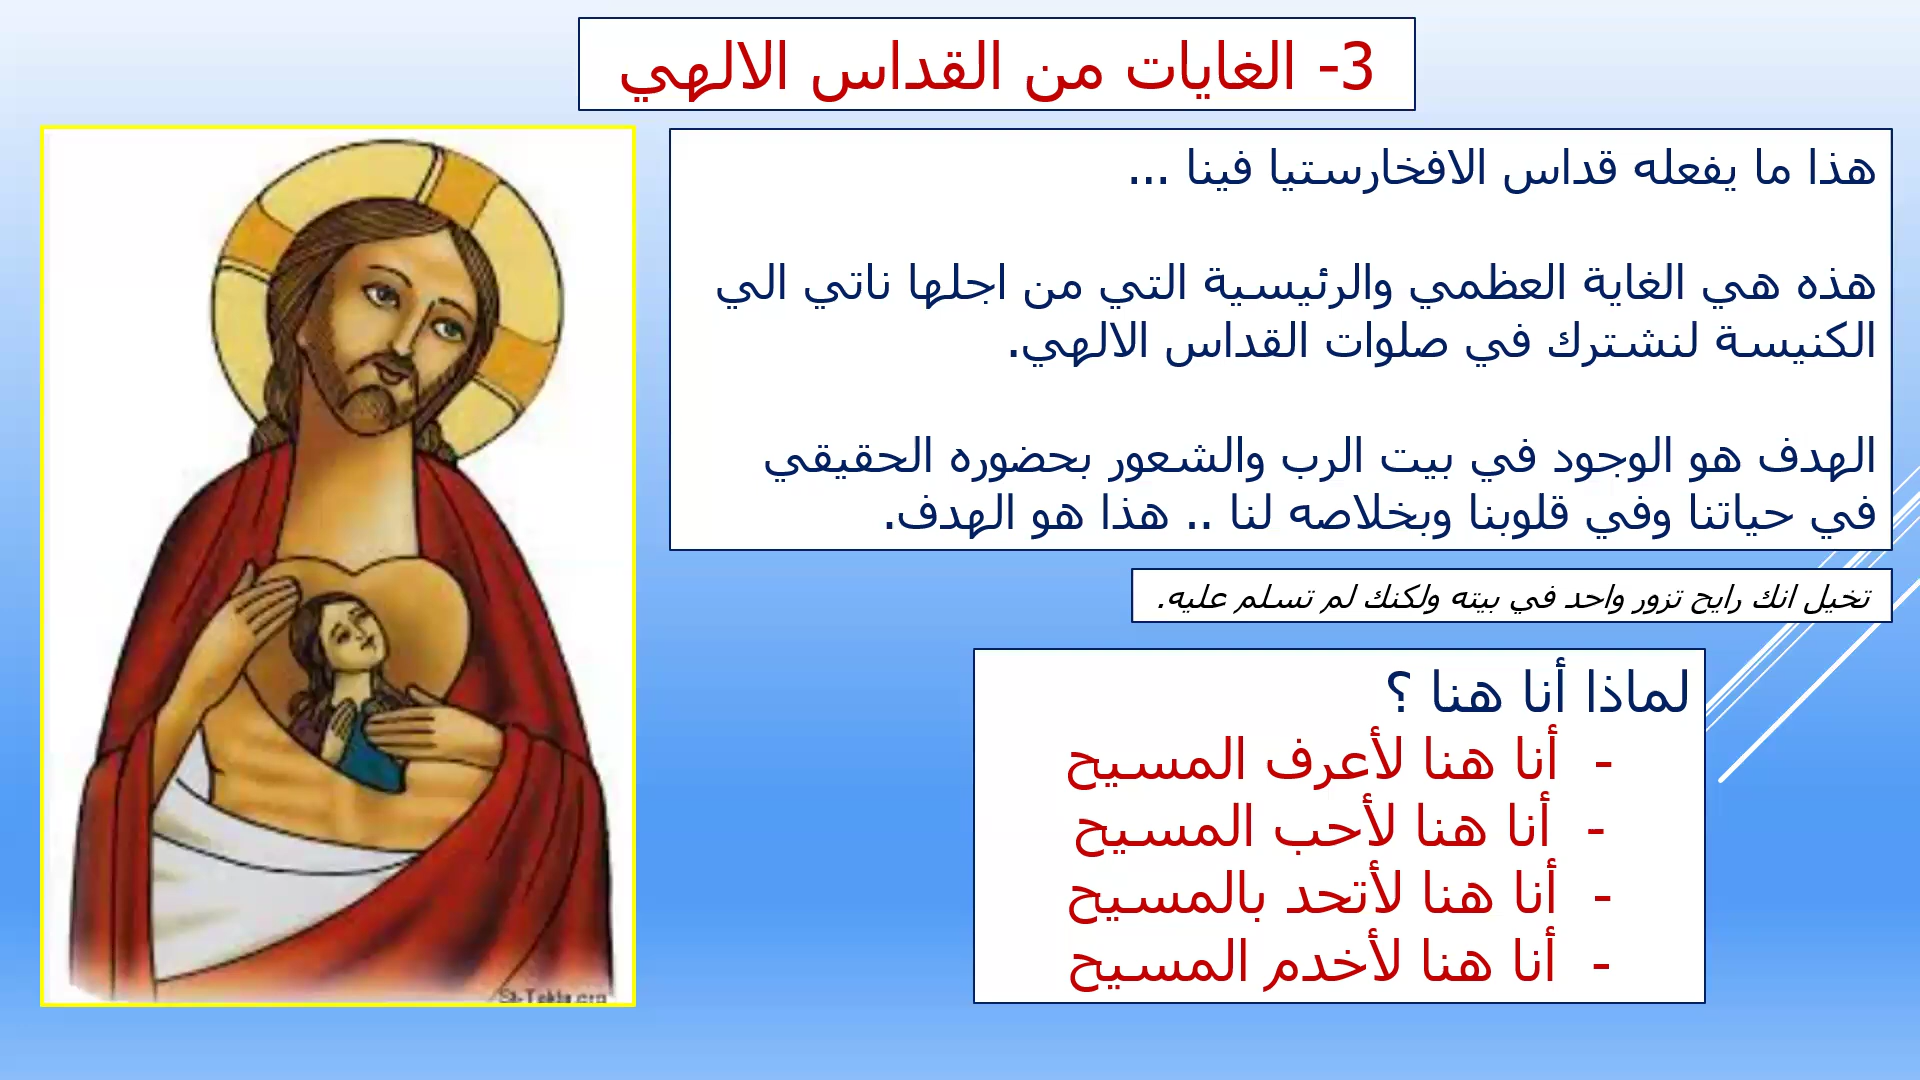 3- الغايات من القداس الالهي
هذا ما يفعله قداس الافخارستيا فينا ...
هذه هي الغاية العظمي والرئيسية التي من اجلها ناتي الي
الكنيسة لنشترك في صلوات القداس الالهي.
الهدف هو الوجود في بيت الرب والشعور بحضوره الحقيقي
في حياتنا وفي قلوبنا وبخلاصه لنا .. هذا هو الهدف.
تخيل انك رايح تزور واحد في بيته ولكنك لم تسلم عليه.
لماذا أنا هنا ؟
- أنا هنا لأعرف المسيح
- أنا هنا لأحب المسيح
- أنا هنا لأتحد بالمسيح
- أنا هنا لأخدم المسيح
St-Takla.org